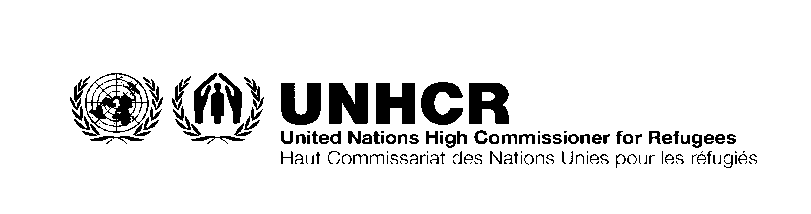 UNHCR
United Nations High Commissioner for Refugees
Haut Commissariat des Nations Unies pour les réfugiés